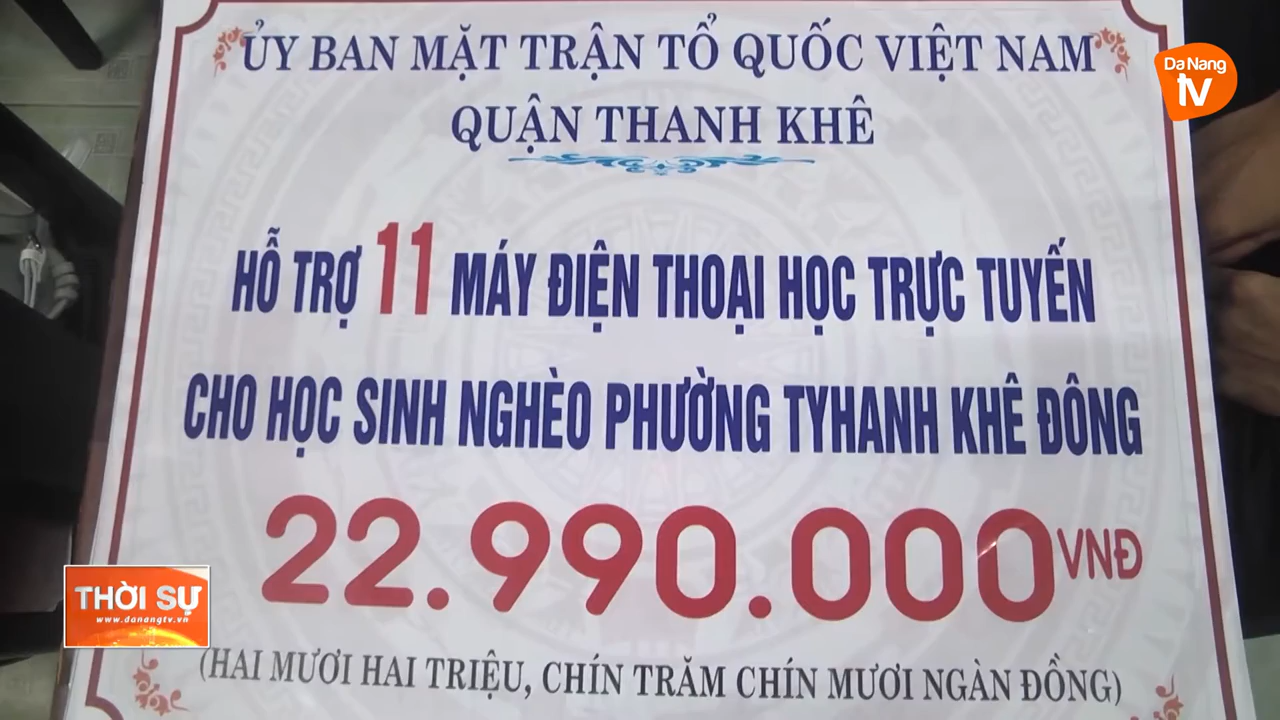 ỦY BAN MẶT TRẬN TỔ QUỐC VIỆT NAM
QUẬN THANH KHÊ
HỖ TRỢ 11 MÁY ĐIỆN THOẠI HỌC TRỰC TUYẾN
CHO HỌC SINH NGHÈO PHƯỜNG TYHANH KHÊ ĐÔNG
22.990.000 VNĐ
(HAI MƯƠI HAI TRIỆU, CHÍN TRĂM CHÍN MƯƠI NGÀN ĐỒNG)
Da Nang
tv
THỜI SỰ
www.danangtv.vn